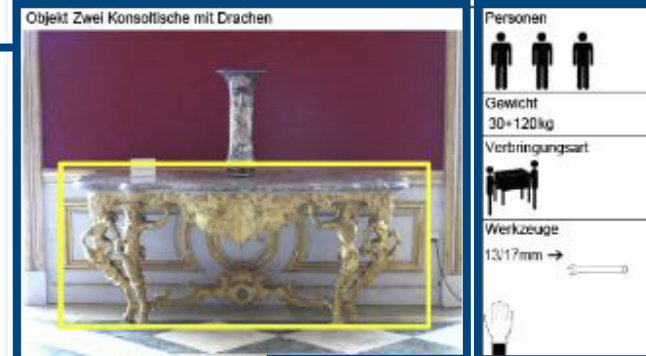 Objekt Zwei Konsoltische mit Drachen
Personen
Gewicht
30+120kg
Verbringungsart
Werkzeuge
13/17mm →